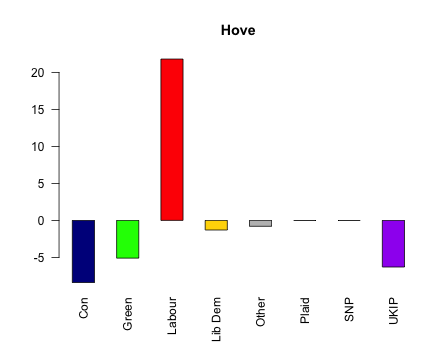 Hove
20
15
10
5
0
-5
Con
Green
Labour
Lib Dem
Other
Plaid
SNP
UKIP